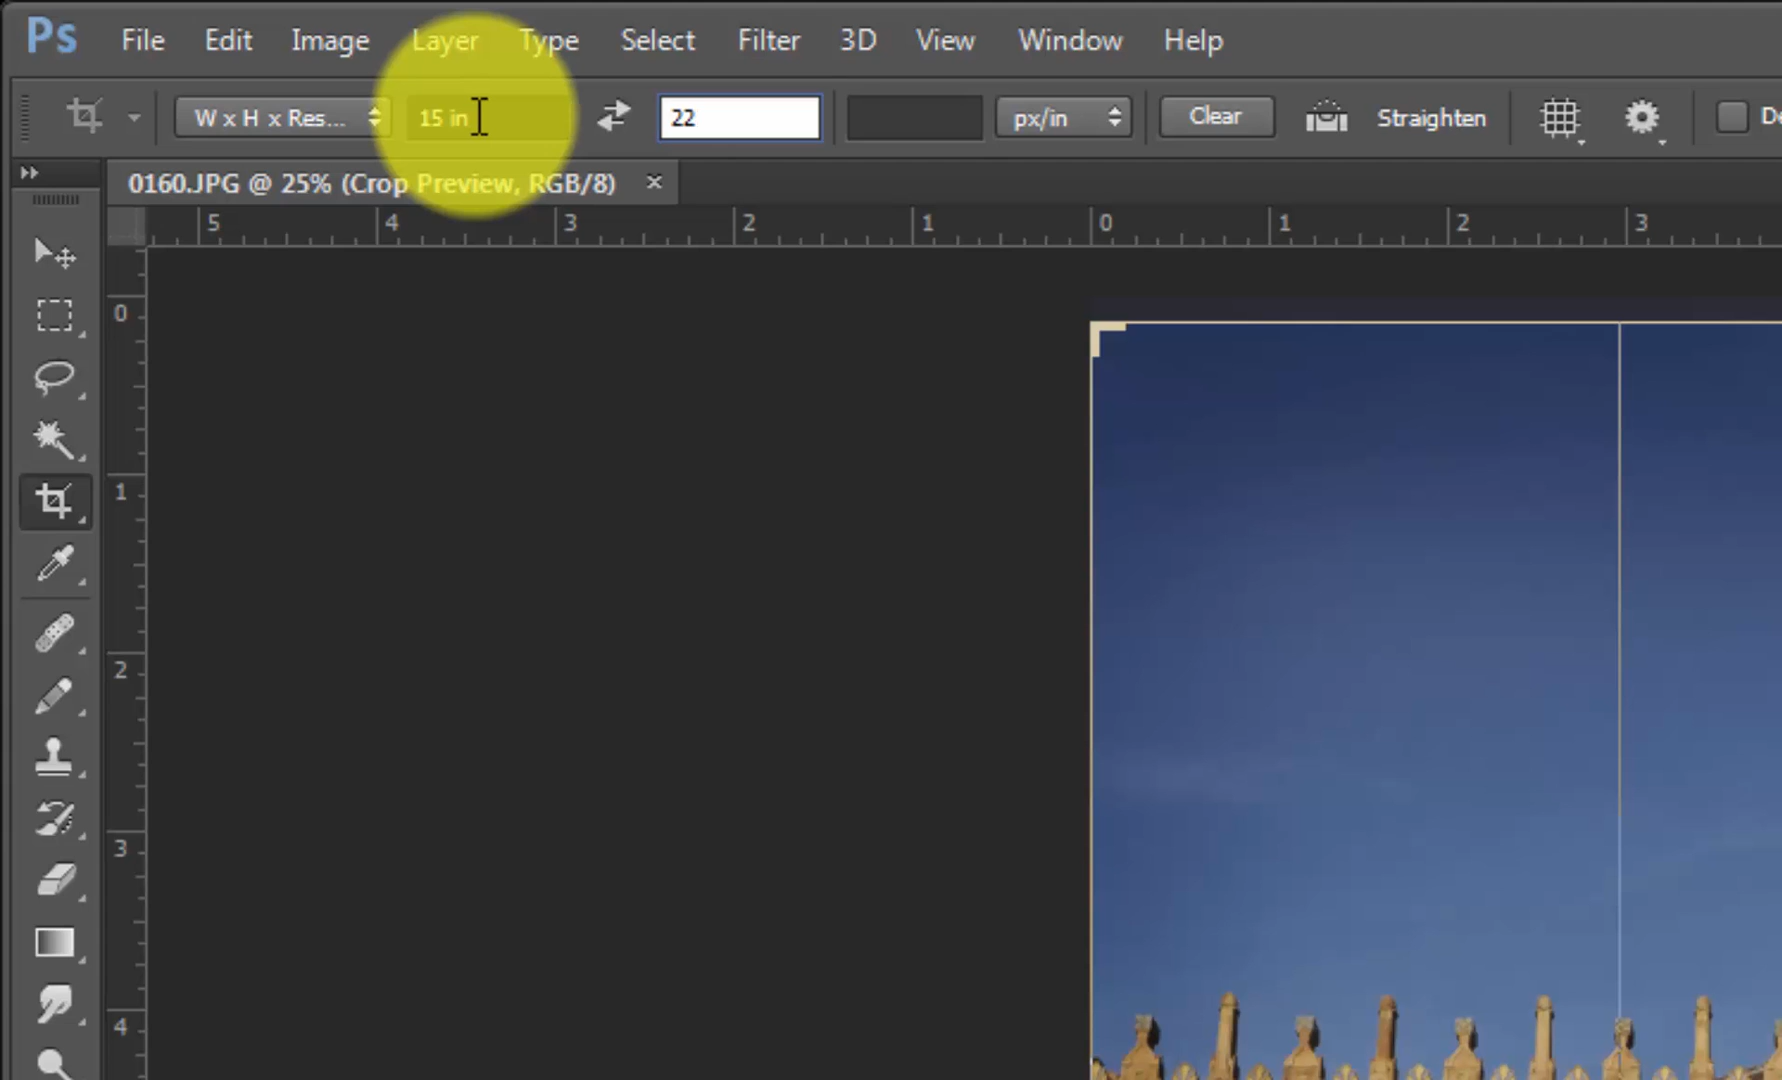 Ps File Edit Image Layer Type Select Filter 3D View Window Help
W x H x Res... 15 in 22 px/in Clear Straighten
0160.JPG @ 25% (Crop Preview, RGB/8) ×
5 4 3 2 1 0 1 2 3
0
1
2
3
4